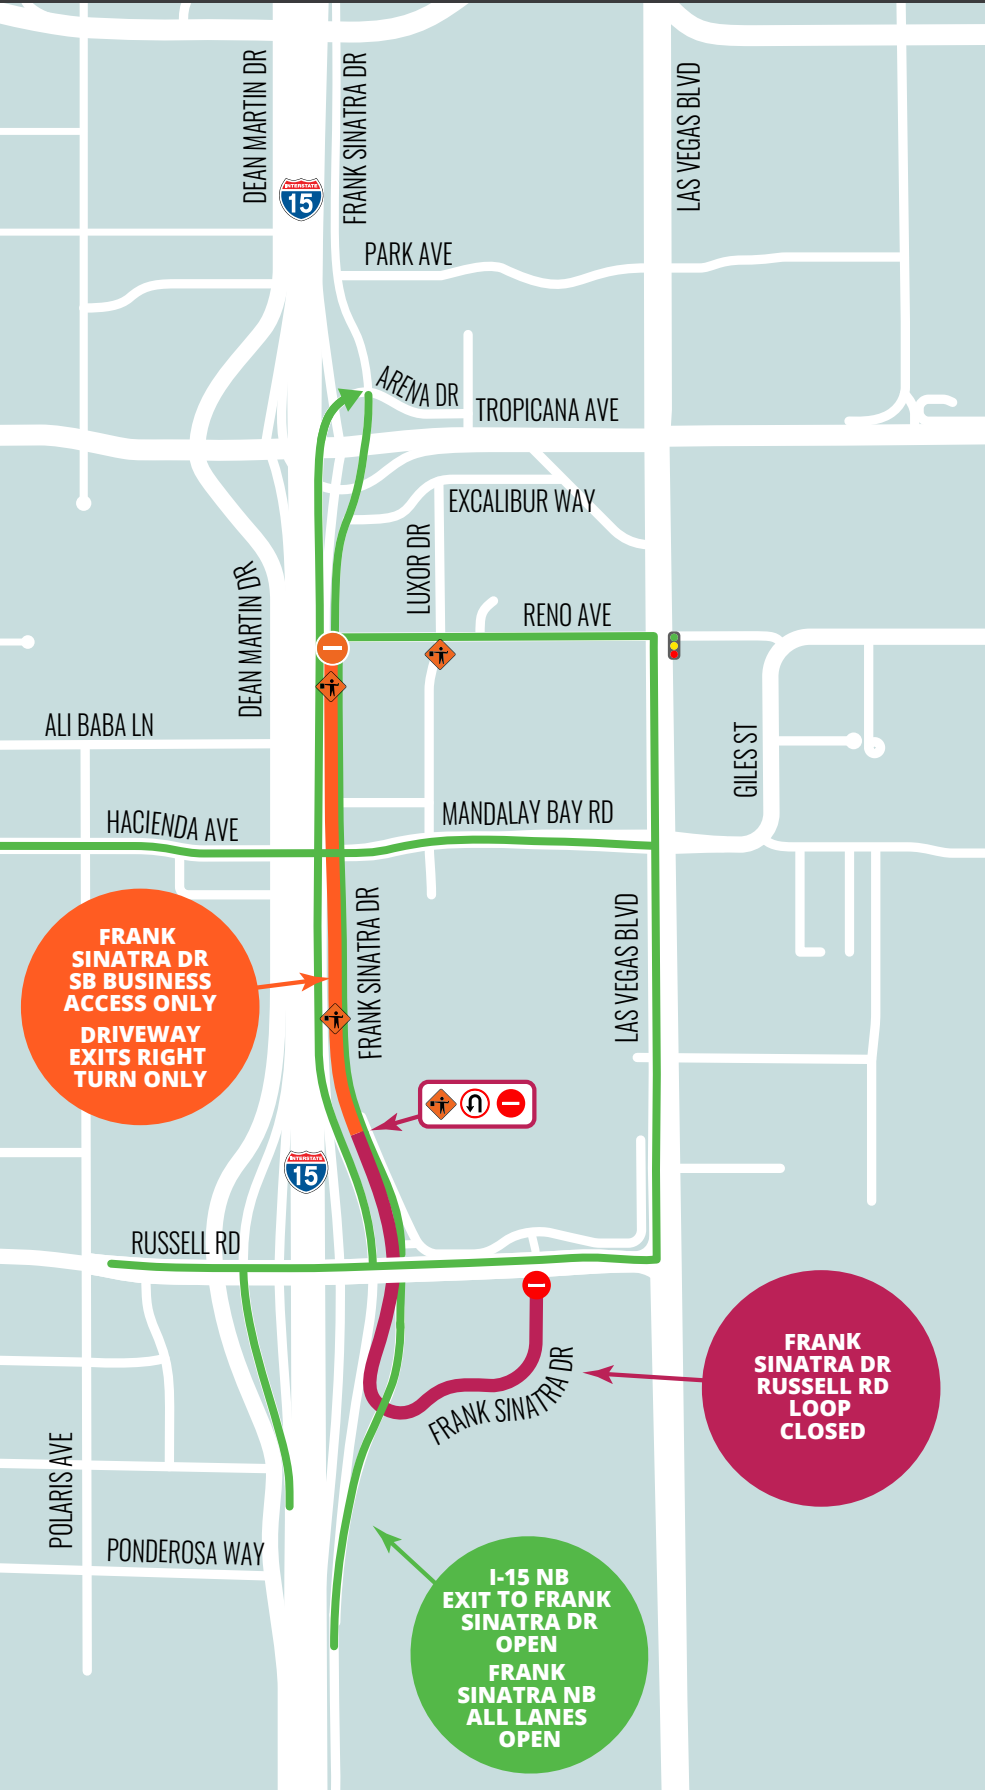 DEAN MARTIN DR
FRANK SINATRA DR
LAS VEGAS BLVD
INTERSTATE
15
PARK AVE
ARENA DR
TROPICANA AVE
EXCALIBUR WAY
LUXOR DR
DEAN MARTIN DR
RENO AVE
ALI BABA LN
GILES ST
HACIENDA AVE
MANDALAY BAY RD
FRANK
SINATRA DR
SB BUSINESS
ACCESS ONLY
DRIVEWAY
EXITS RIGHT
TURN ONLY
FRANK SINATRA DR
LAS VEGAS BLVD
INTERSTATE
15
RUSSELL RD
FRANK SINATRA DR
FRANK
SINATRA DR
RUSSELL RD
LOOP
CLOSED
POLARIS AVE
PONDEROSA WAY
I-15 NB
EXIT TO FRANK
SINATRA DR
OPEN
FRANK
SINATRA NB
ALL LANES
OPEN